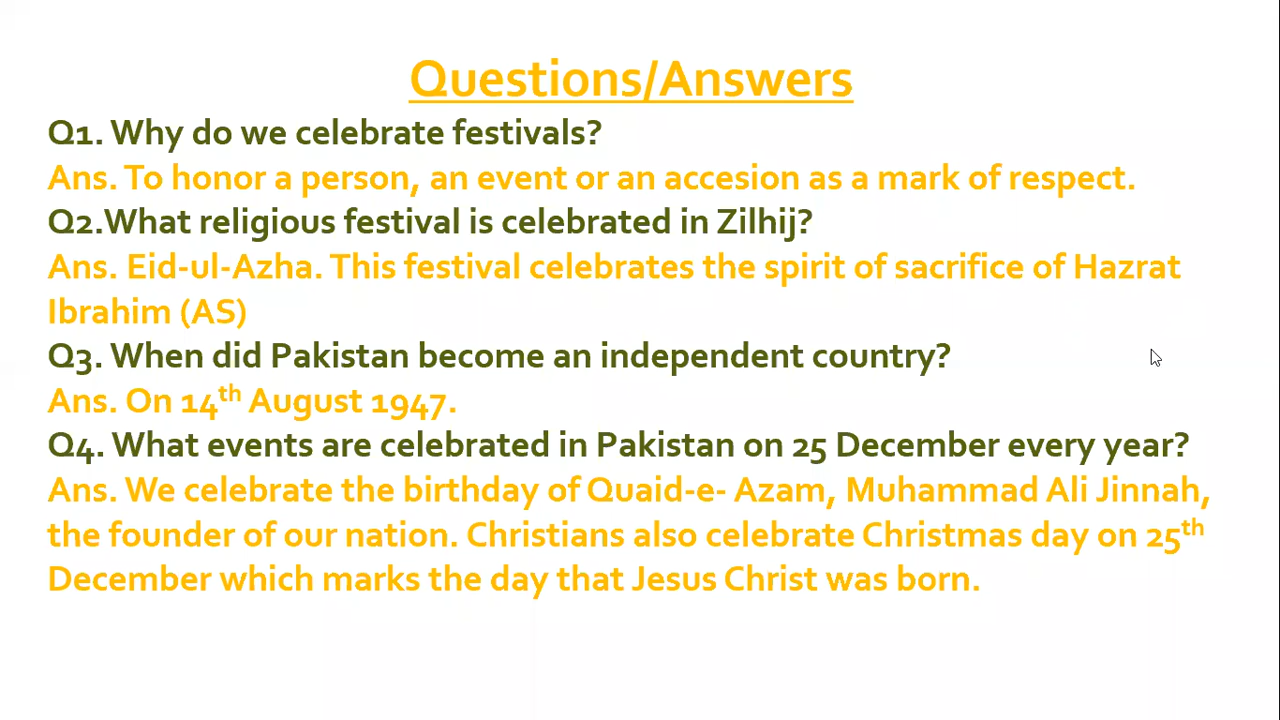 Questions/Answers
Q1. Why do we celebrate festivals?
Ans. To honor a person, an event or an accesion as a mark of respect.
Q2.What religious festival is celebrated in Zilhij?
Ans. Eid-ul-Azha. This festival celebrates the spirit of sacrifice of Hazrat
Ibrahim (AS)
Q3. When did Pakistan become an independent country?
Ans. On 14th August 1947.
Q4. What events are celebrated in Pakistan on 25 December every year?
Ans. We celebrate the birthday of Quaid-e- Azam, Muhammad Ali Jinnah,
the founder of our nation. Christians also celebrate Christmas day on 25th
December which marks the day that Jesus Christ was born.